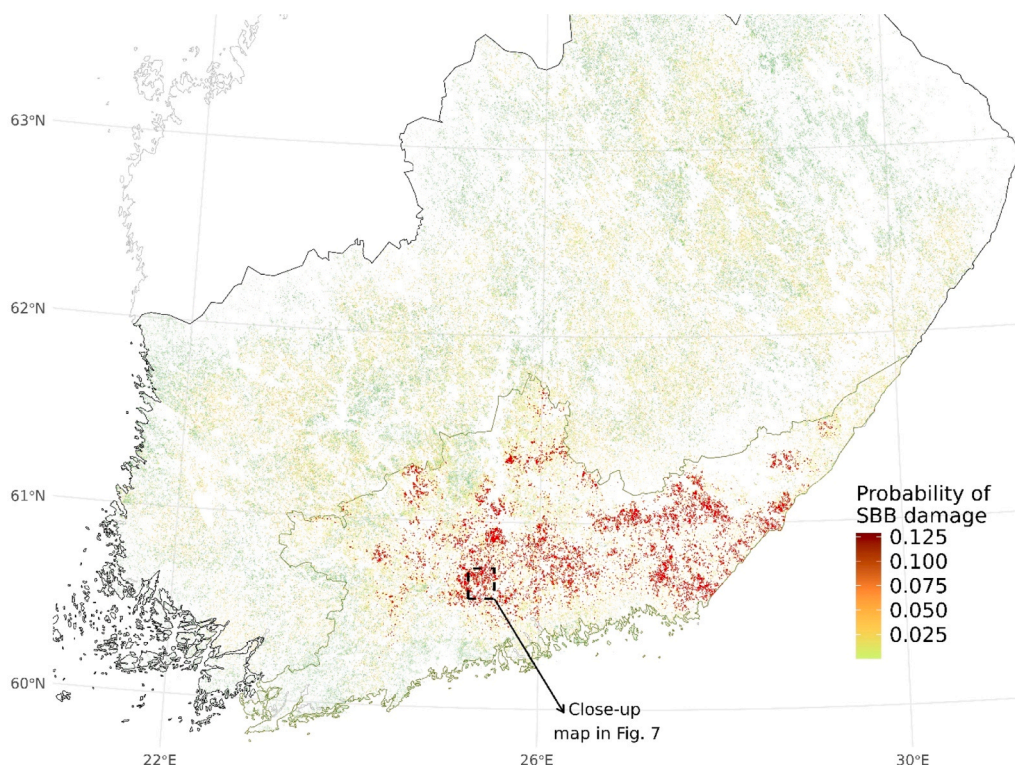 63°N
62°N
61°N
60°N
Probability of
SBB damage
0.125
0.100
0.075
0.050
0.025
Close-up
map in Fig. 7
22°E
26°E
30°E